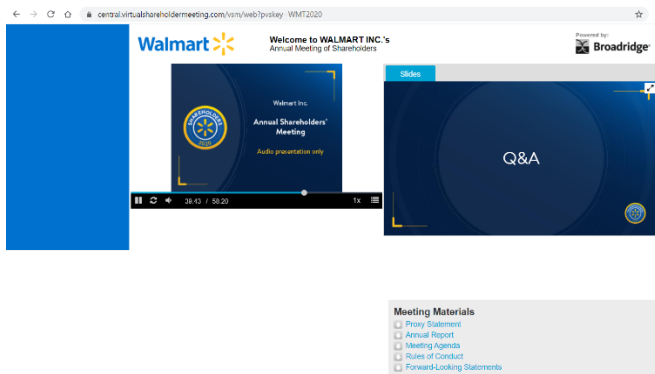 central.virtualshareholdermeeting.com/vsm/web?pvskey=WMT2020
Walmart
Welcome to WALMART INC.'s
Annual Meeting of Shareholders
Powered by:
Broadridge
Slides
SHAREHOLDERS
2020
Walmart Inc.
Annual Shareholders'
Meeting
Audio presentation only
Q&A
39:43 / 58:20
1x
Meeting Materials
Proxy Statement
Annual Report
Meeting Agenda
Rules of Conduct
Forward-Looking Statements